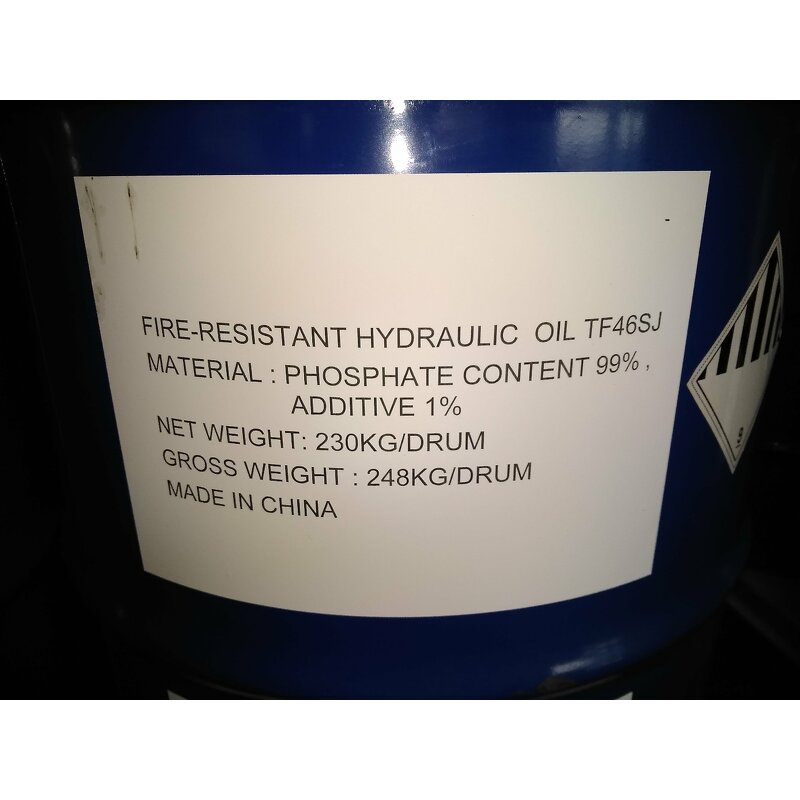 FIRE-RESISTANT HYDRAULIC OIL TF46SJ
MATERIAL : PHOSPHATE CONTENT 99% ,
ADDITIVE 1%
NET WEIGHT: 230KG/DRUM
GROSS WEIGHT : 248KG/DRUM
MADE IN CHINA
9